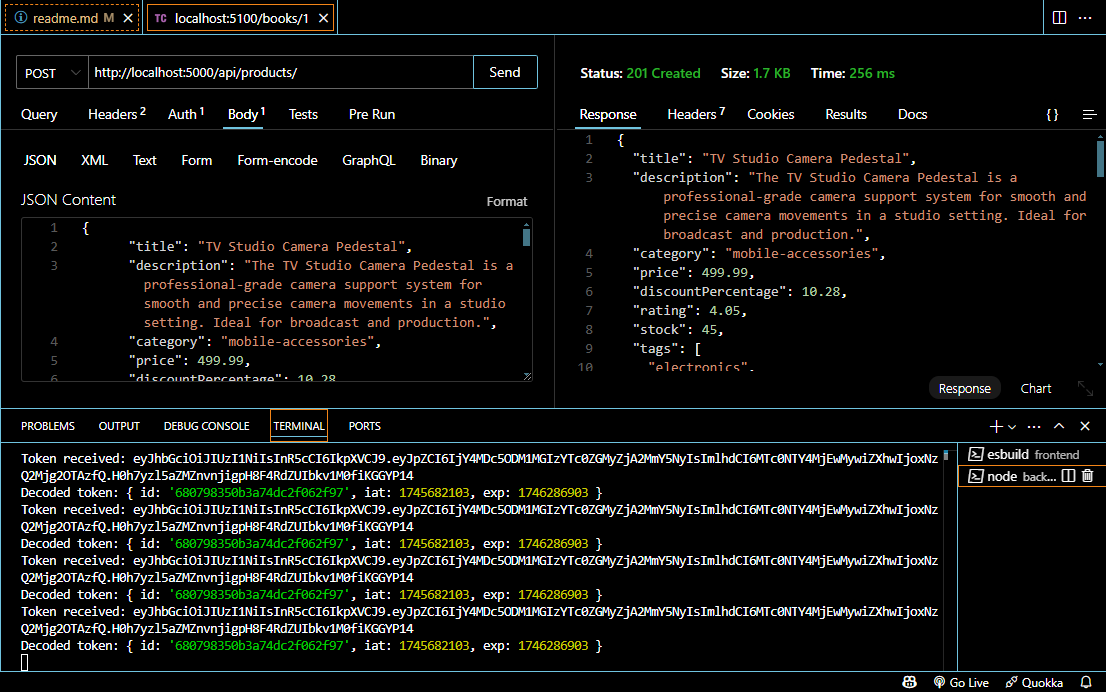 readme.md M
TC localhost:5100/books/1
POST http://localhost:5000/api/products/ Send
Query Headers 2 Auth 1 Body 1 Tests Pre Run
JSON XML Text Form Form-encode GraphQL Binary
JSON Content
Format
1 {
2 "title": "TV Studio Camera Pedestal",
3 "description": "The TV Studio Camera Pedestal is a
professional-grade camera support system for
smooth and precise camera movements in a studio
setting. Ideal for broadcast and production.",
4 "category": "mobile-accessories",
5 "price": 499.99,
6 "discountPercentage": 10.28
Status: 201 Created Size: 1.7 KB Time: 256 ms
Response Headers 7 Cookies Results Docs {}
1 {
2 "title": "TV Studio Camera Pedestal",
3 "description": "The TV Studio Camera Pedestal is a
professional-grade camera support system for smooth and
precise camera movements in a studio setting. Ideal for
broadcast and production.",
4 "category": "mobile-accessories",
5 "price": 499.99,
6 "discountPercentage": 10.28,
7 "rating": 4.05,
8 "stock": 45,
9 "tags": [
10 "electronics",
Response Chart
PROBLEMS OUTPUT DEBUG CONSOLE TERMINAL PORTS
Token received: eyJhbGciOiJIUzI1NiIsInR5cCI6IkpXVCJ9.eyJpZCI6IjY4MDc5ODM1MGIzYTc0ZGMyZjA2MmY5NyIsImlhdCI6MTc0NTY4MjEwMywiZXhwIjoxNz
Q2Mjg2OTAzfQ.H0h7yzl5aZMZnvnjigpH8F4RdZUIbkv1M0fiKGGYP14
Decoded token: { id: '680798350b3a74dc2f062f97', iat: 1745682103, exp: 1746286903 }
Token received: eyJhbGciOiJIUzI1NiIsInR5cCI6IkpXVCJ9.eyJpZCI6IjY4MDc5ODM1MGIzYTc0ZGMyZjA2MmY5NyIsImlhdCI6MTc0NTY4MjEwMywiZXhwIjoxNz
Q2Mjg2OTAzfQ.H0h7yzl5aZMZnvnjigpH8F4RdZUIbkv1M0fiKGGYP14
Decoded token: { id: '680798350b3a74dc2f062f97', iat: 1745682103, exp: 1746286903 }
Token received: eyJhbGciOiJIUzI1NiIsInR5cCI6IkpXVCJ9.eyJpZCI6IjY4MDc5ODM1MGIzYTc0ZGMyZjA2MmY5NyIsImlhdCI6MTc0NTY4MjEwMywiZXhwIjoxNz
Q2Mjg2OTAzfQ.H0h7yzl5aZMZnvnjigpH8F4RdZUIbkv1M0fiKGGYP14
Decoded token: { id: '680798350b3a74dc2f062f97', iat: 1745682103, exp: 1746286903 }
Token received: eyJhbGciOiJIUzI1NiIsInR5cCI6IkpXVCJ9.eyJpZCI6IjY4MDc5ODM1MGIzYTc0ZGMyZjA2MmY5NyIsImlhdCI6MTc0NTY4MjEwMywiZXhwIjoxNz
Q2Mjg2OTAzfQ.H0h7yzl5aZMZnvnjigpH8F4RdZUIbkv1M0fiKGGYP14
Decoded token: { id: '680798350b3a74dc2f062f97', iat: 1745682103, exp: 1746286903 }
esbuild frontend
node back...
Go Live Quokka